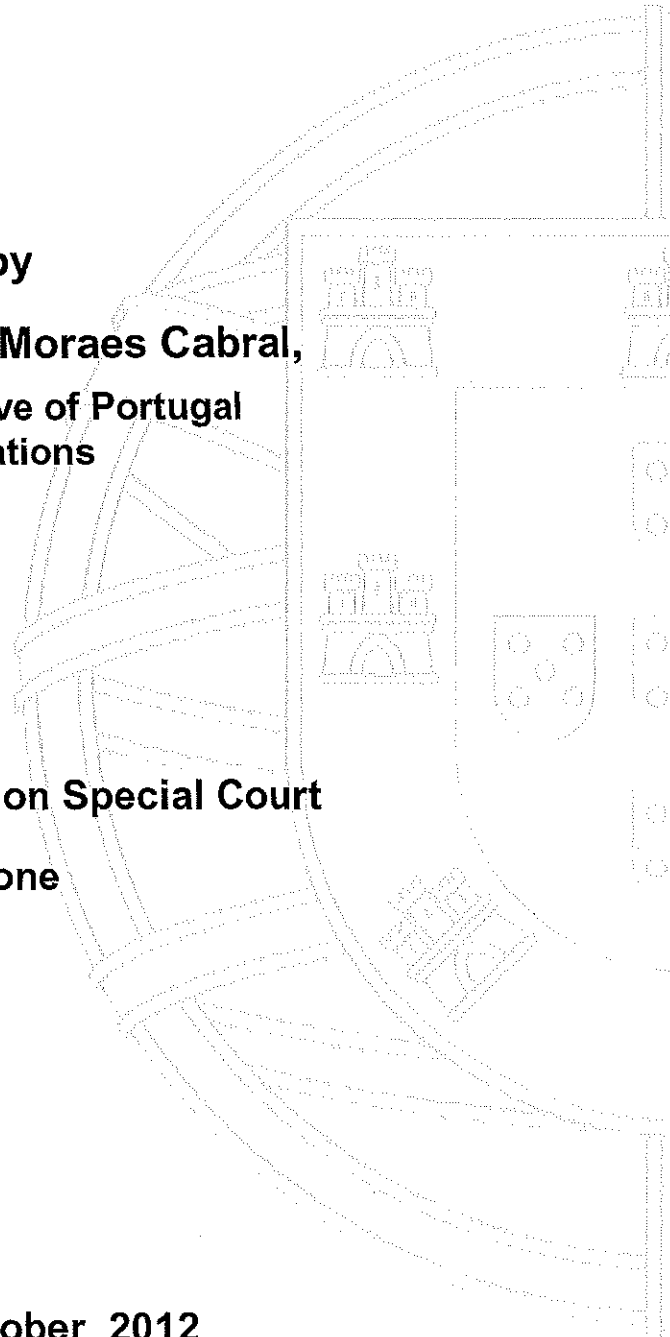 by
Moraes Cabral,
ve of Portugal
ations
on Special Court
one
ober 2012